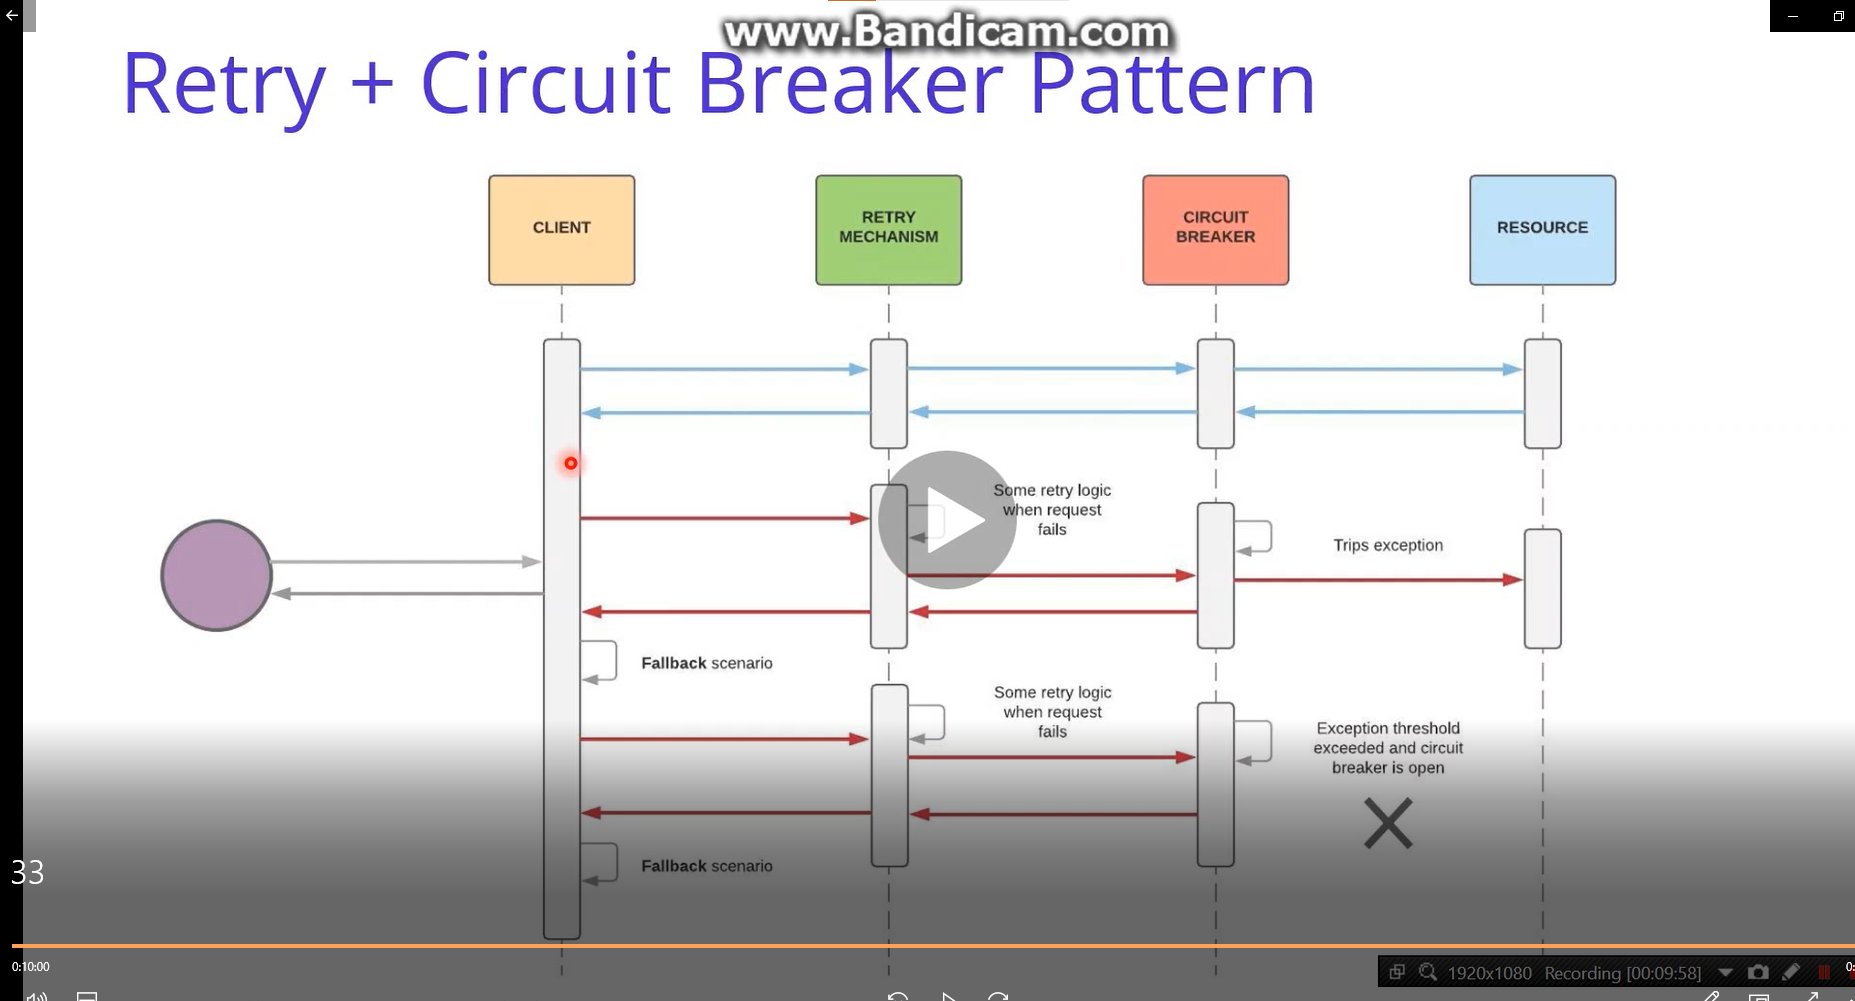 www.Bandicam.com
Retry + Circuit Breaker Pattern
CLIENT
RETRY
MECHANISM
CIRCUIT
BREAKER
RESOURCE
Some retry logic
when request
fails
Trips exception
Fallback scenario
Some retry logic
when request
fails
Exception threshold
exceeded and circuit
breaker is open
Fallback scenario
33
0:10:00
1920x1080 Recording [00:09:58]
0: